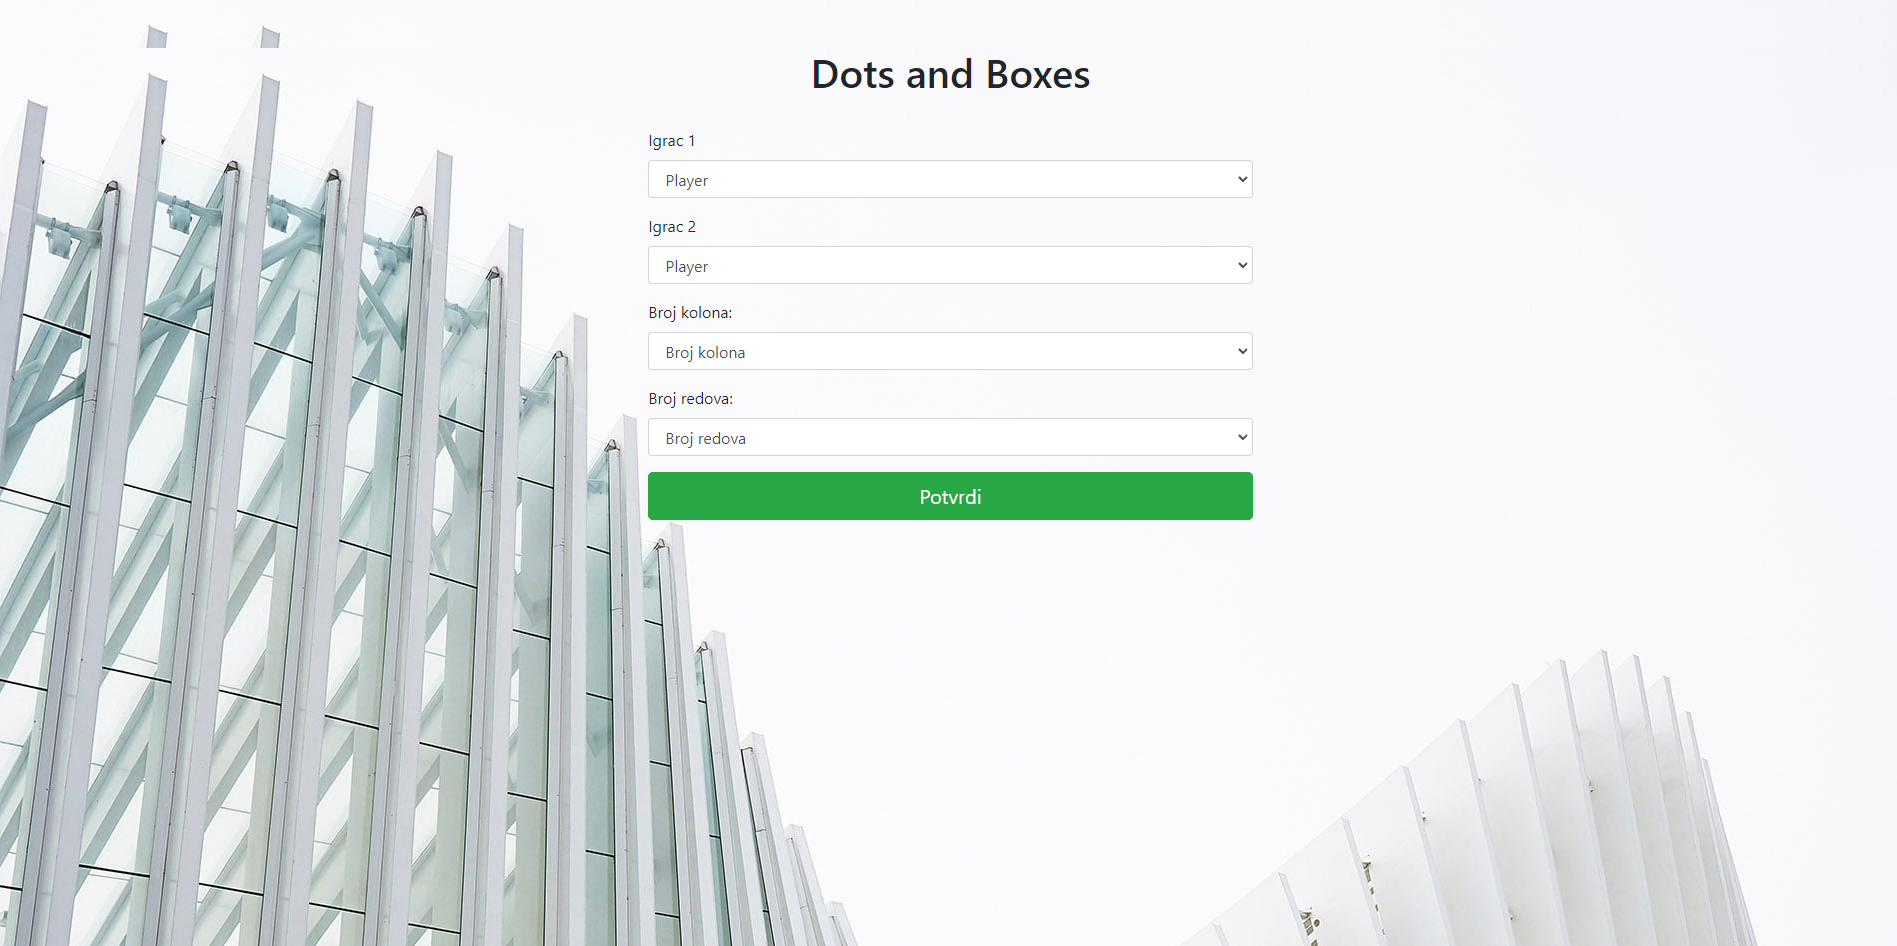 Dots and Boxes
Igrac 1
Player
Igrac 2
Player
Broj kolona:
Broj kolona
Broj redova:
Broj redova
Potvrdi